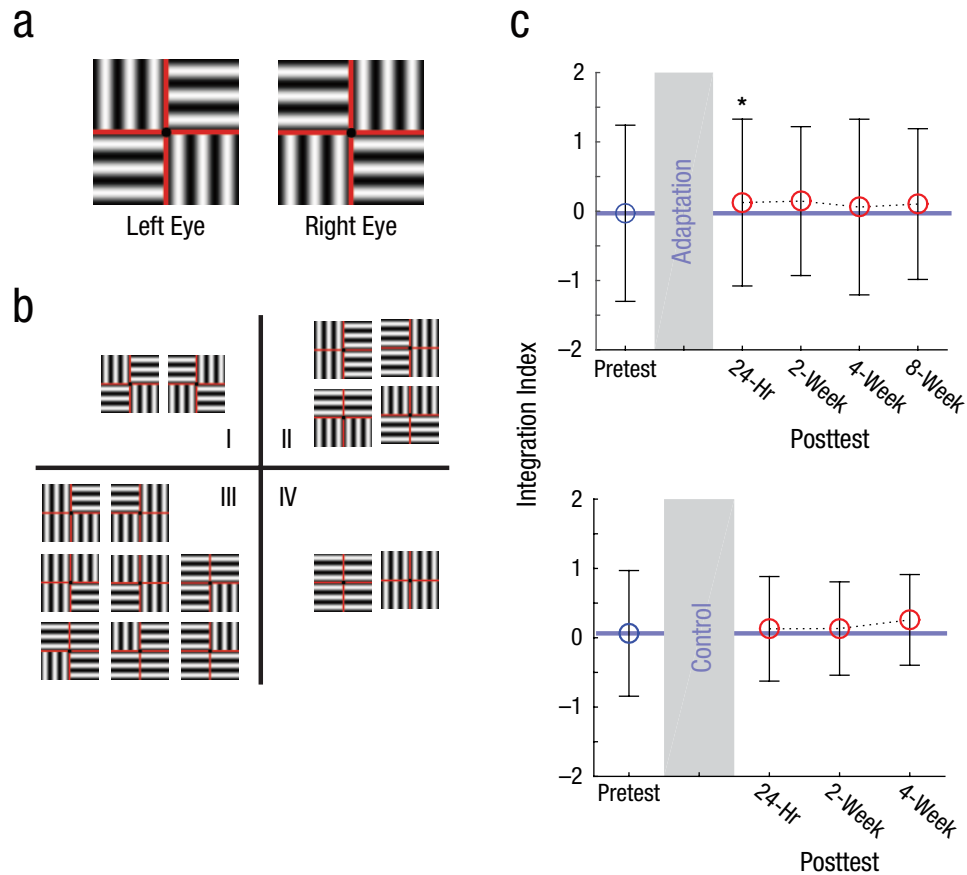 a
Left Eye
Right Eye
b
I
II
III
IV
c
Integration Index
2
1
0
−1
−2
Adaptation
*
Pretest
24-Hr
2-Week
4-Week
8-Week
Posttest
2
1
0
−1
−2
Control
Pretest
24-Hr
2-Week
4-Week
Posttest